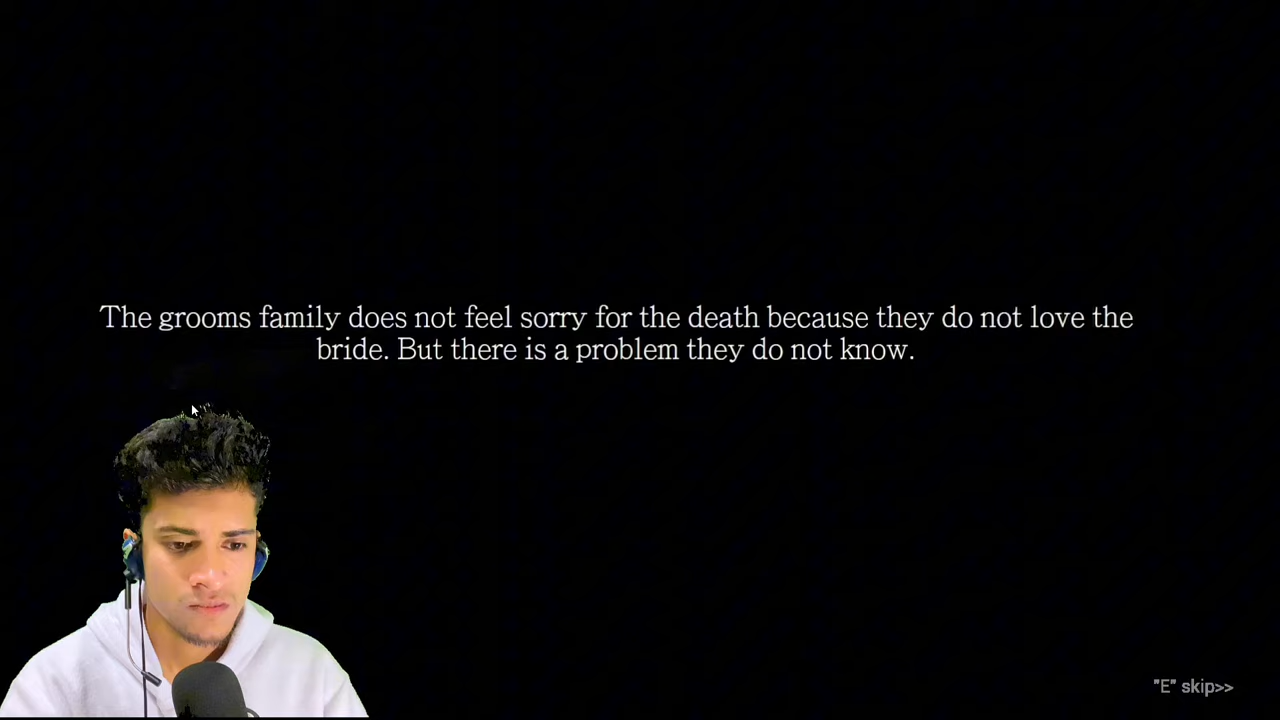 The grooms family does not feel sorry for the death because they do not love the
bride. But there is a problem they do not know.
"E" skip>>